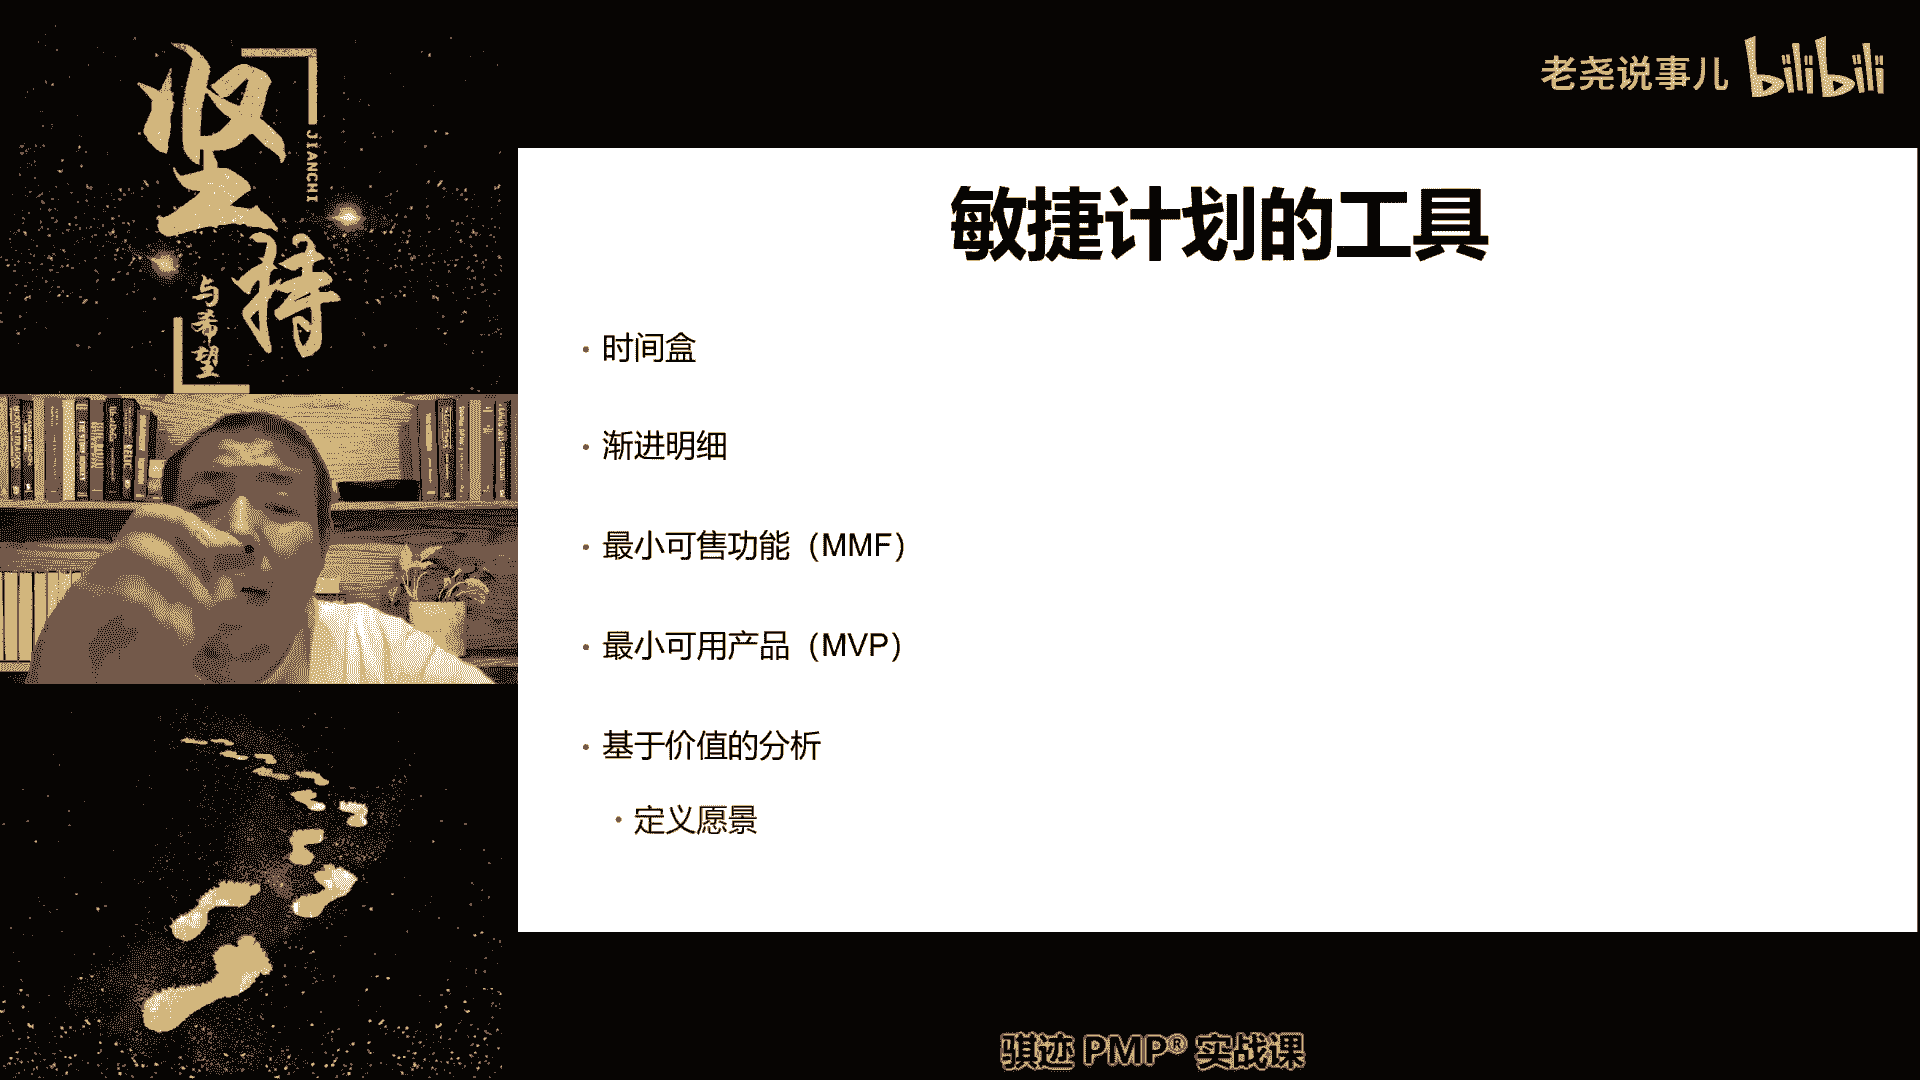 坚持
JIANCHI
与希望
老尧说事儿 bilibili
敏捷计划的工具
· 时间盒
· 渐进明细
· 最小可售功能（MMF）
· 最小可用产品（MVP）
· 基于价值的分析
· 定义愿景
骐迹 PMP® 实战课